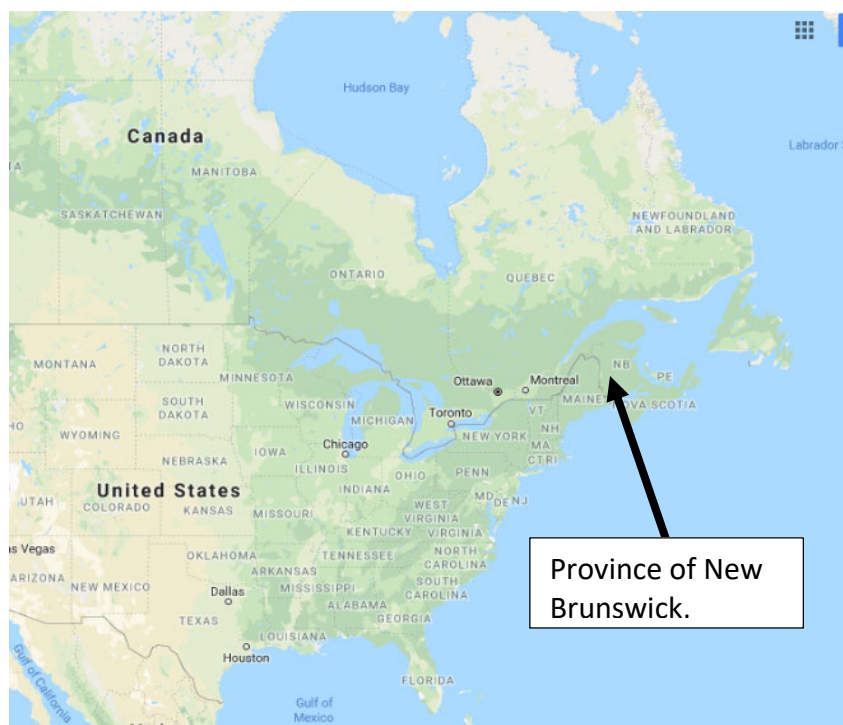 Hudson Bay
Canada
Labrador
MANITOBA
TA
SASKATCHEWAN
NEWFOUNDLAND
AND LABRADOR
ONTARIO
QUEBEC
NORTH
DAKOTA
MONTANA
NB
PE
MINNESOTA
Ottawa
Montreal
MAINE
NOVA SCOTIA
SOUTH
DAKOTA
WISCONSIN
MICHIGAN
Toronto
VT
HO
WYOMING
NEW YORK
NH
MA
CT RI
Chicago
IOWA
NEBRASKA
ILLINOIS
OHIO
PENN
INDIANA
United States
UTAH
COLORADO
KANSAS
MISSOURI
WEST
VIRGINIA
MD
DE
NJ
KENTUCKY
VIRGINIA
as Vegas
OKLAHOMA
TENNESSEE
NORTH
CAROLINA
ARIZONA
NEW MEXICO
ARKANSAS
Dallas
MISSISSIPPI
SOUTH
CAROLINA
ALABAMA
TEXAS
GEORGIA
LOUISIANA
Houston
FLORIDA
Gulf of California
Gulf of
Mexico
Province of New
Brunswick.